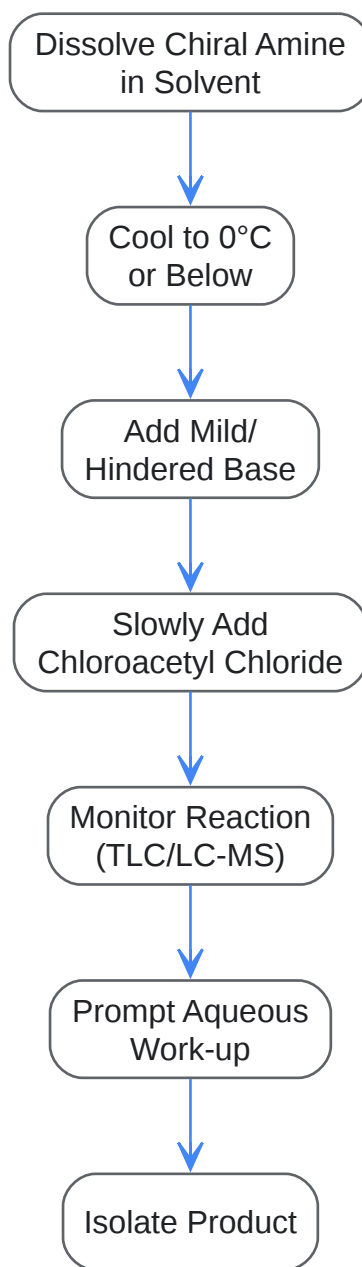 Dissolve Chiral Amine
in Solvent
Cool to 0°C
or Below
Add Mild/
Hindered Base
Slowly Add
Chloroacetyl Chloride
Monitor Reaction
(TLC/LC-MS)
Prompt Aqueous
Work-up
Isolate Product